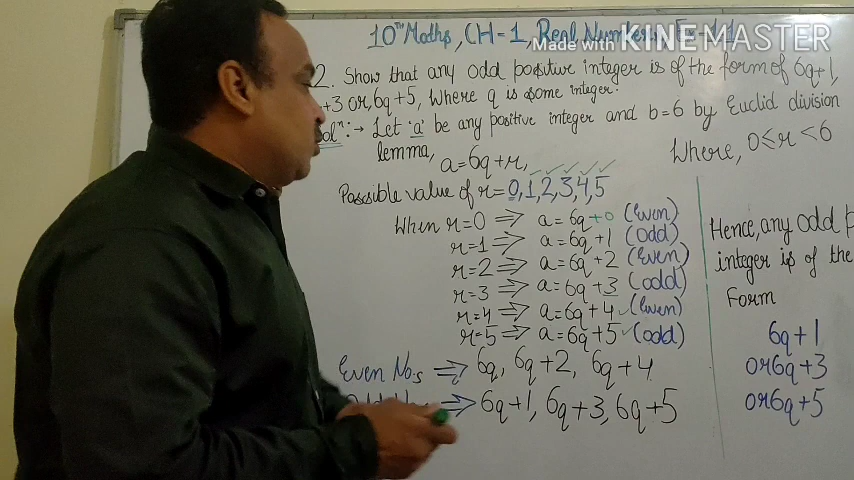 10th Maths, CH-1, Real Numbers, Ex-1.1
Made with KINEMASTER
2. Show that any odd positive integer is of the form of 6q+1,
+3 or, 6q+5, Where q is some integer.
Solⁿ:→ Let 'a' be any positive integer and b=6 by Euclid division
lemma, a=6q+r, Where, 0≤r<6
Possible value of r=0,1,2,3,4,5
When r=0 ⇒ a=6q+0 (Even)
r=1 ⇒ a=6q+1 (Odd)
r=2 ⇒ a=6q+2 (Even)
r=3 ⇒ a=6q+3 (odd)
r=4 ⇒ a=6q+4 (Even)
r=5 ⇒ a=6q+5 (odd)
Even Nos ⇒ 6q, 6q+2, 6q+4.
⇒ 6q+1, 6q+3, 6q+5
Hence, any odd p
integer is of the
Form
6q+1
or 6q+3
or 6q+5